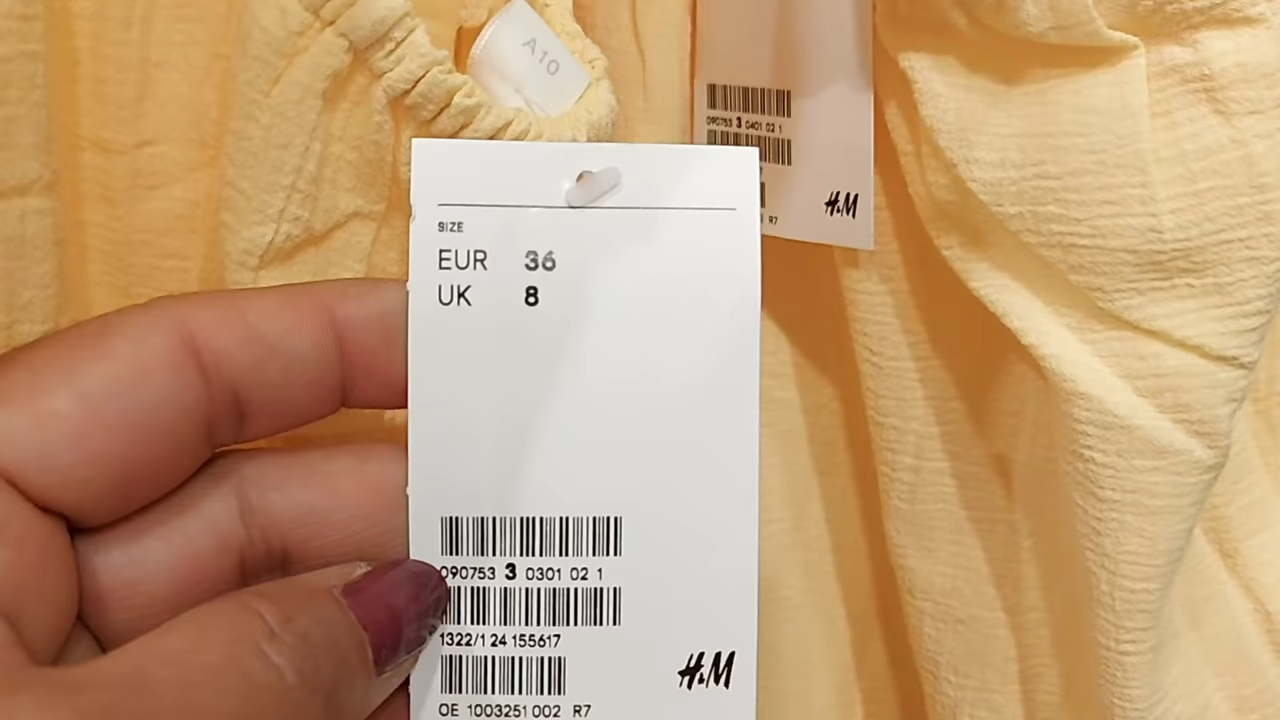 A10
090753 3 0401 02 1
R7
H&M
SIZE
EUR 36
UK 8
090753 3 0301 02 1
1322/1 24 155617
OE 1003251 002 R7
H&M